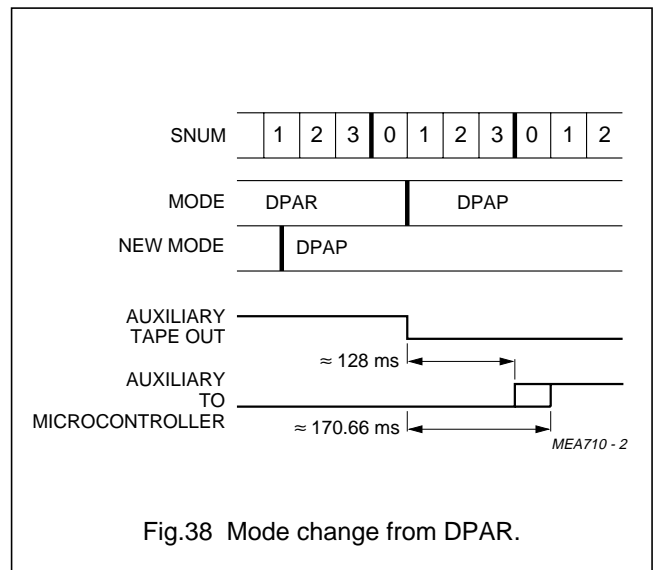 SNUM 1 2 3 0 1 2 3 0 1 2
MODE DPAR DPAP
NEW MODE DPAP
AUXILIARY
TAPE OUT
≈ 128 ms
AUXILIARY
TO
MICROCONTROLLER
≈ 170.66 ms
MEA710 - 2
Fig.38 Mode change from DPAR.